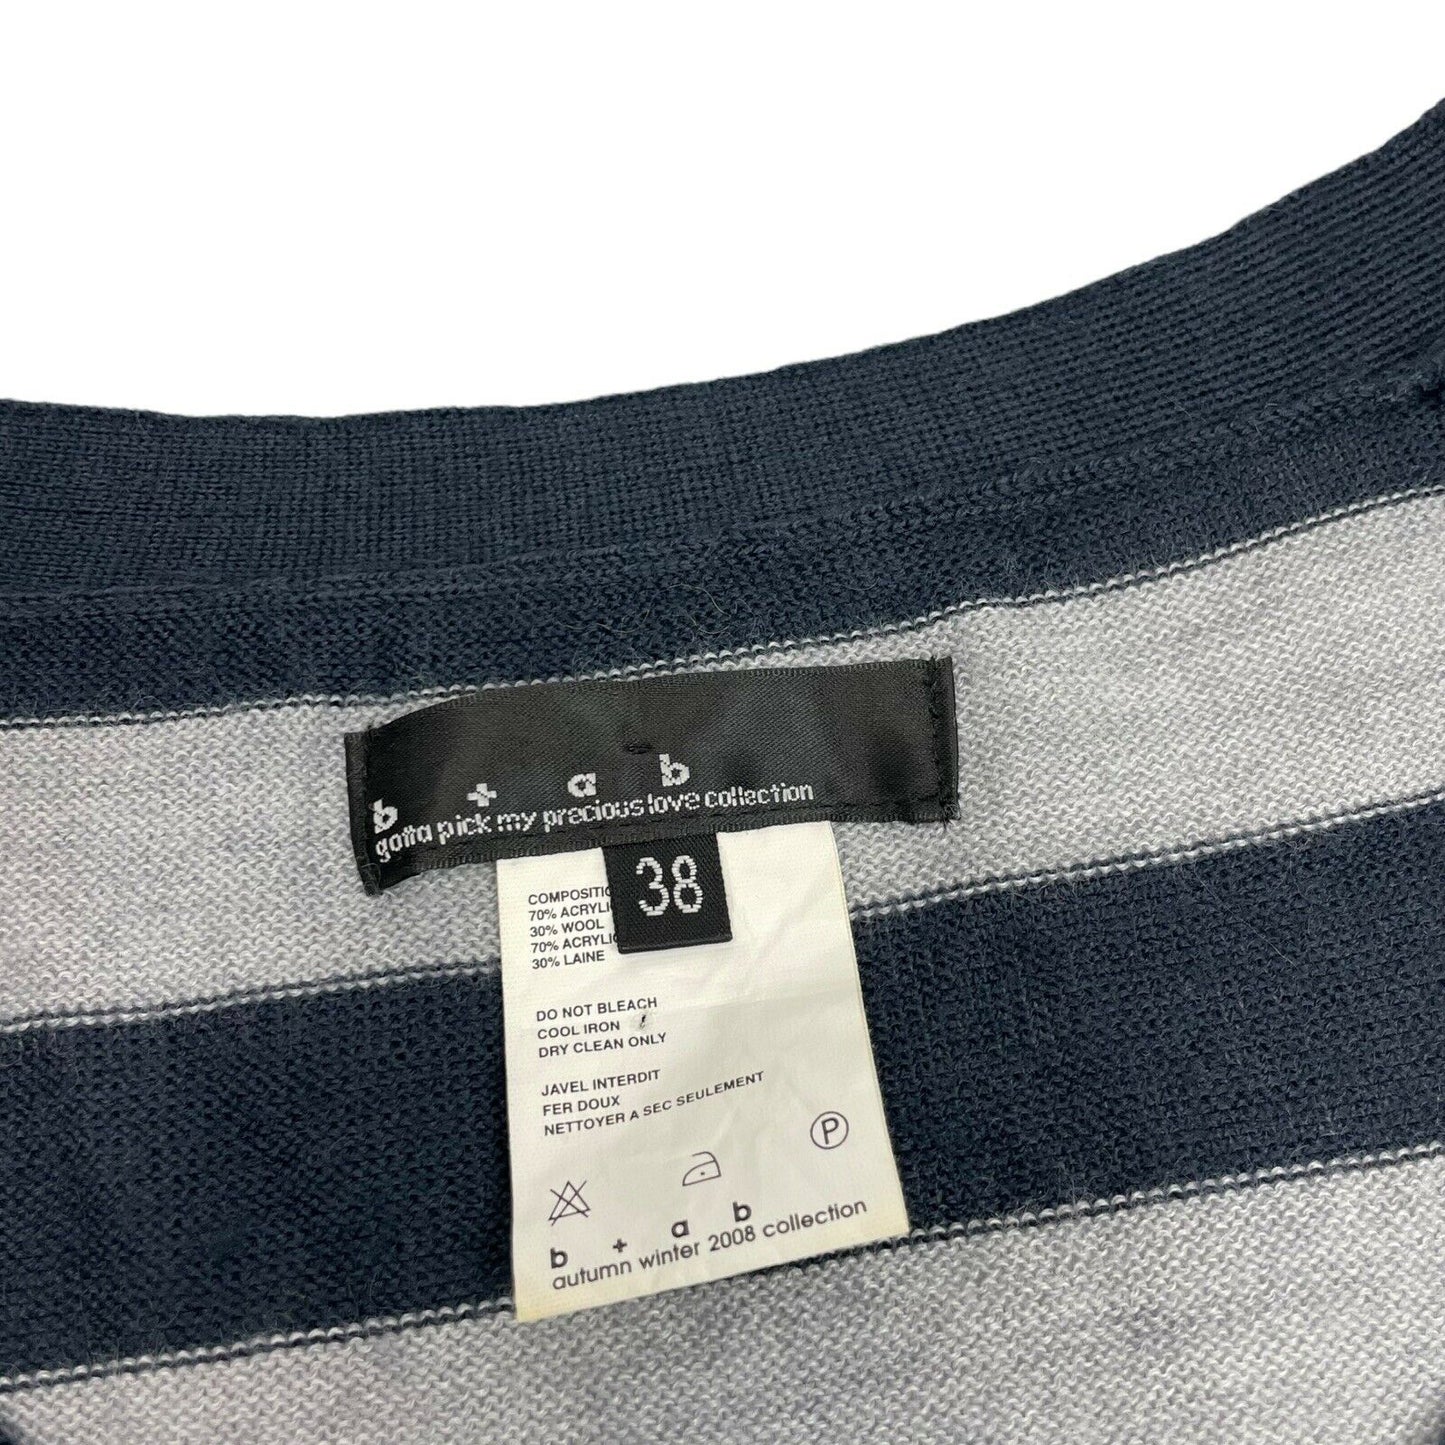 b + a b
gotta pick my precious love collection
38
COMPOSITIO
70% ACRYLI
30% WOOL
70% ACRYLIC
30% LAINE
DO NOT BLEACH
COOL IRON
DRY CLEAN ONLY
JAVEL INTERDIT
FER DOUX
NETTOYER A SEC SEULEMENT
P
b + a b
autumn winter 2008 collection